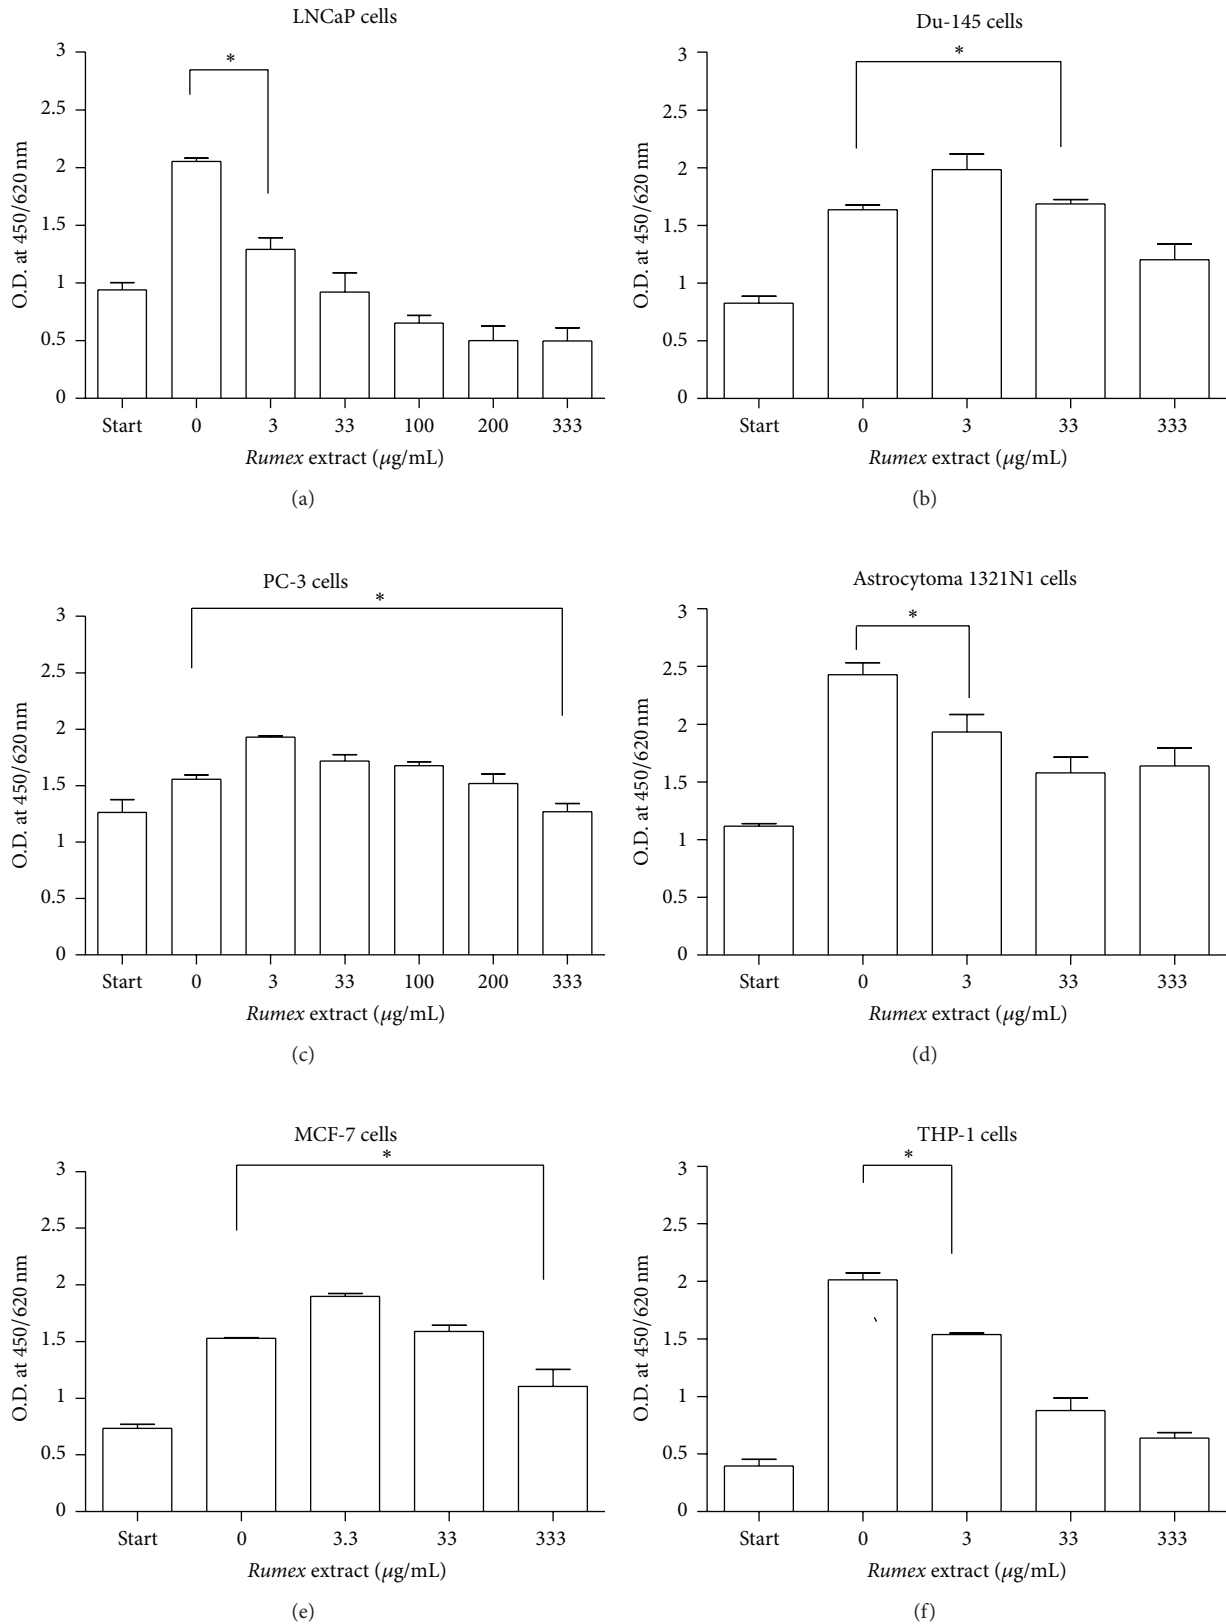 LNCaP cells
*
3
2.5
2
1.5
1
0.5
0
O.D. at 450/620 nm
Start 0 3 33 100 200 333
Rumex extract (µg/mL)
(a)
Du-145 cells
*
3
2.5
2
1.5
1
0.5
0
O.D. at 450/620 nm
Start 0 3 33 333
Rumex extract (µg/mL)
(b)
PC-3 cells
*
3
2.5
2
1.5
1
0.5
0
O.D. at 450/620 nm
Start 0 3 33 100 200 333
Rumex extract (µg/mL)
(c)
Astrocytoma 1321N1 cells
*
3
2.5
2
1.5
1
0.5
0
O.D. at 450/620 nm
Start 0 3 33 333
Rumex extract (µg/mL)
(d)
MCF-7 cells
*
3
2.5
2
1.5
1
0.5
0
O.D. at 450/620 nm
Start 0 3.3 33 333
Rumex extract (µg/mL)
(e)
THP-1 cells
*
3
2.5
2
1.5
1
0.5
0
O.D. at 450/620 nm
Start 0 3 33 333
Rumex extract (µg/mL)
(f)